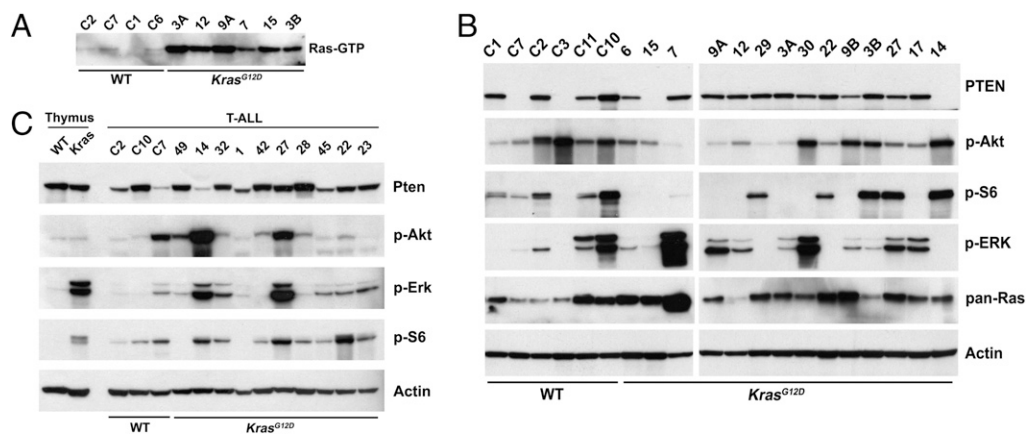 A
C2 C7 C1 C6 3A 12 9A 7 15 3B
Ras-GTP
WT KrasG12D
B
C1 C7 C2 C3 C11 C10 6 15 7 9A 12 29 3A 30 22 9B 3B 27 17 14
PTEN
p-Akt
p-S6
p-ERK
pan-Ras
Actin
WT KrasG12D
C
Thymus T-ALL
WT Kras C2 C10 C7 49 14 32 1 42 27 28 45 22 23
Pten
p-Akt
p-Erk
p-S6
Actin
WT KrasG12D